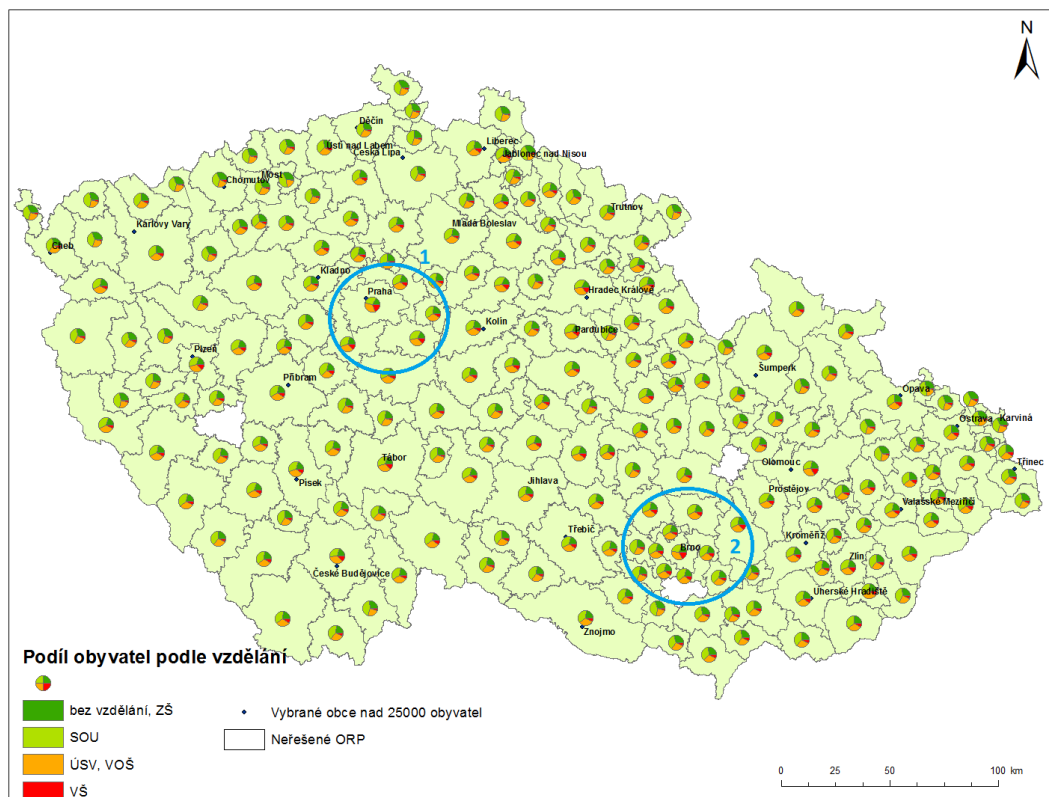 N
Děčín
Ústí nad Labem
Česká Lípa
Liberec
Jablonec nad Nisou
Chomutov
Most
Trutnov
Karlovy Vary
Mladá Boleslav
Cheb
1
Kladno
Praha
Hradec Králové
Kolín
Pardubice
Plzeň
Příbram
Šumperk
Opava
Ostrava
Karviná
Tábor
Olomouc
Třinec
Písek
Jihlava
Prostějov
Valašské Meziříčí
Třebíč
Brno
2
Kroměříž
Zlín
České Budějovice
Uherské Hradiště
Znojmo
Podíl obyvatel podle vzdělání
bez vzdělání, ZŠ
SOU
ÚSV, VOŠ
VŠ
Vybrané obce nad 25000 obyvatel
Neřešené ORP
0 25 50 100 km